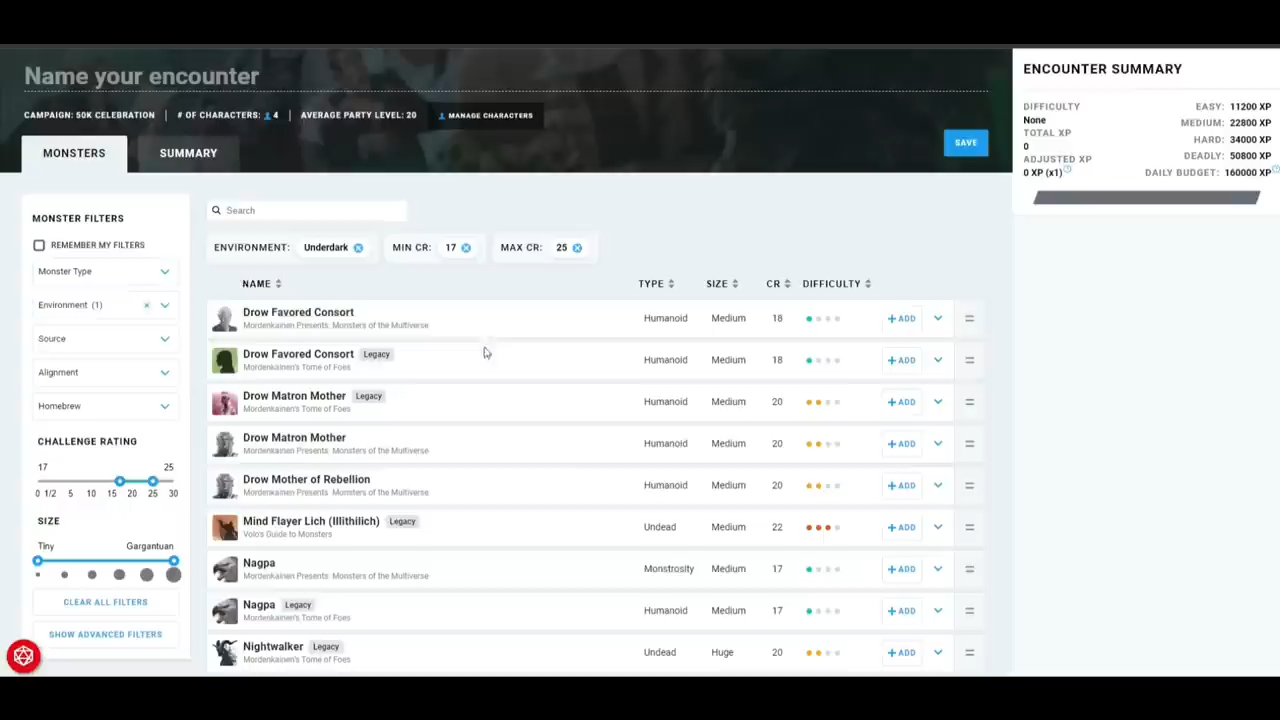 Name your encounter
CAMPAIGN: 50K CELEBRATION | # OF CHARACTERS: 4 | AVERAGE PARTY LEVEL: 20 MANAGE CHARACTERS
MONSTERS SUMMARY
SAVE
ENCOUNTER SUMMARY
DIFFICULTY
None
TOTAL XP
0
ADJUSTED XP
0 XP (x1)
EASY: 11200 XP
MEDIUM: 22800 XP
HARD: 34000 XP
DEADLY: 50800 XP
DAILY BUDGET: 160000 XP
MONSTER FILTERS
REMEMBER MY FILTERS
Monster Type
Environment (1)
Source
Alignment
Homebrew
CHALLENGE RATING
17 25
0 1/2 5 10 15 20 25 30
SIZE
Tiny Gargantuan
CLEAR ALL FILTERS
SHOW ADVANCED FILTERS
Search
ENVIRONMENT: Underdark MIN CR: 17 MAX CR: 25
NAME TYPE SIZE CR DIFFICULTY
Drow Favored Consort Humanoid Medium 18 + ADD
Mordenkainen Presents: Monsters of the Multiverse
Drow Favored Consort Legacy Humanoid Medium 18 + ADD
Mordenkainen's Tome of Foes
Drow Matron Mother Legacy Humanoid Medium 20 + ADD
Mordenkainen's Tome of Foes
Drow Matron Mother Humanoid Medium 20 + ADD
Mordenkainen Presents: Monsters of the Multiverse
Drow Mother of Rebellion Humanoid Medium 20 + ADD
Mordenkainen Presents: Monsters of the Multiverse
Mind Flayer Lich (Illithilich) Legacy Undead Medium 22 + ADD
Volo's Guide to Monsters
Nagpa Monstrosity Medium 17 + ADD
Mordenkainen Presents: Monsters of the Multiverse
Nagpa Legacy Humanoid Medium 17 + ADD
Mordenkainen's Tome of Foes
Nightwalker Legacy Undead Huge 20 + ADD
Mordenkainen's Tome of Foes